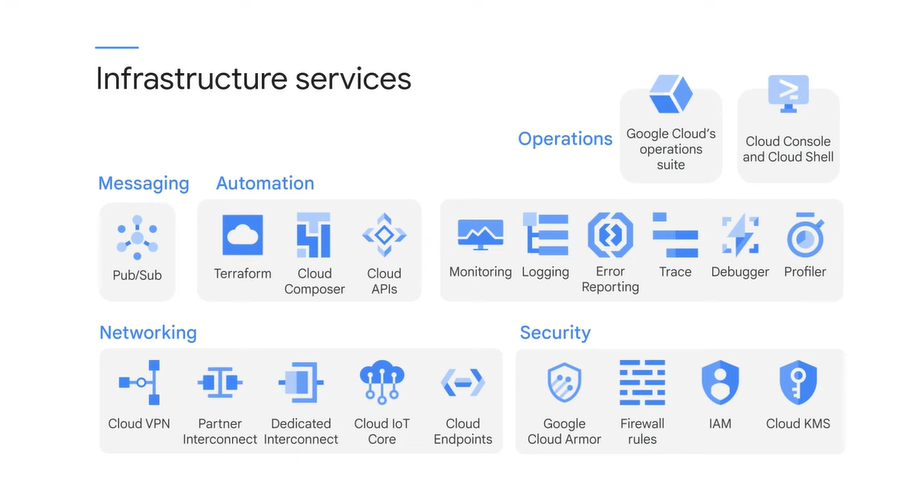 Infrastructure services
Operations
Google Cloud's
operations
suite
Cloud Console
and Cloud Shell
Messaging
Automation
Pub/Sub
Terraform
Cloud
Composer
Cloud
APIs
Monitoring
Logging
Error
Reporting
Trace
Debugger
Profiler
Networking
Security
Cloud VPN
Partner
Interconnect
Dedicated
Interconnect
Cloud IoT
Core
Cloud
Endpoints
Google
Cloud Armor
Firewall
rules
IAM
Cloud KMS